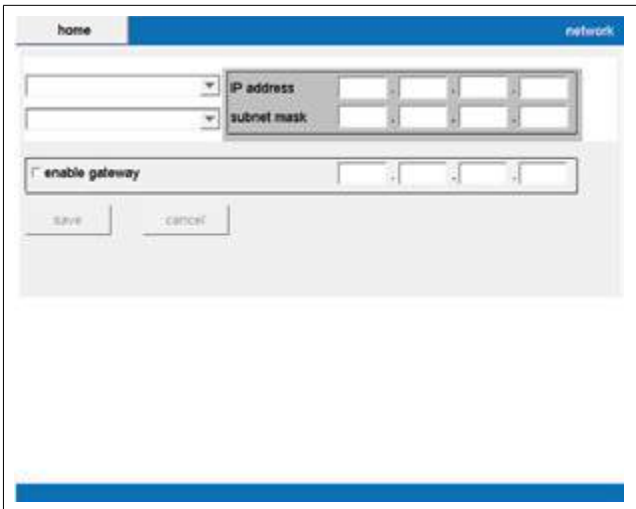 home
network
IP address
subnet mask
enable gateway
save
cancel